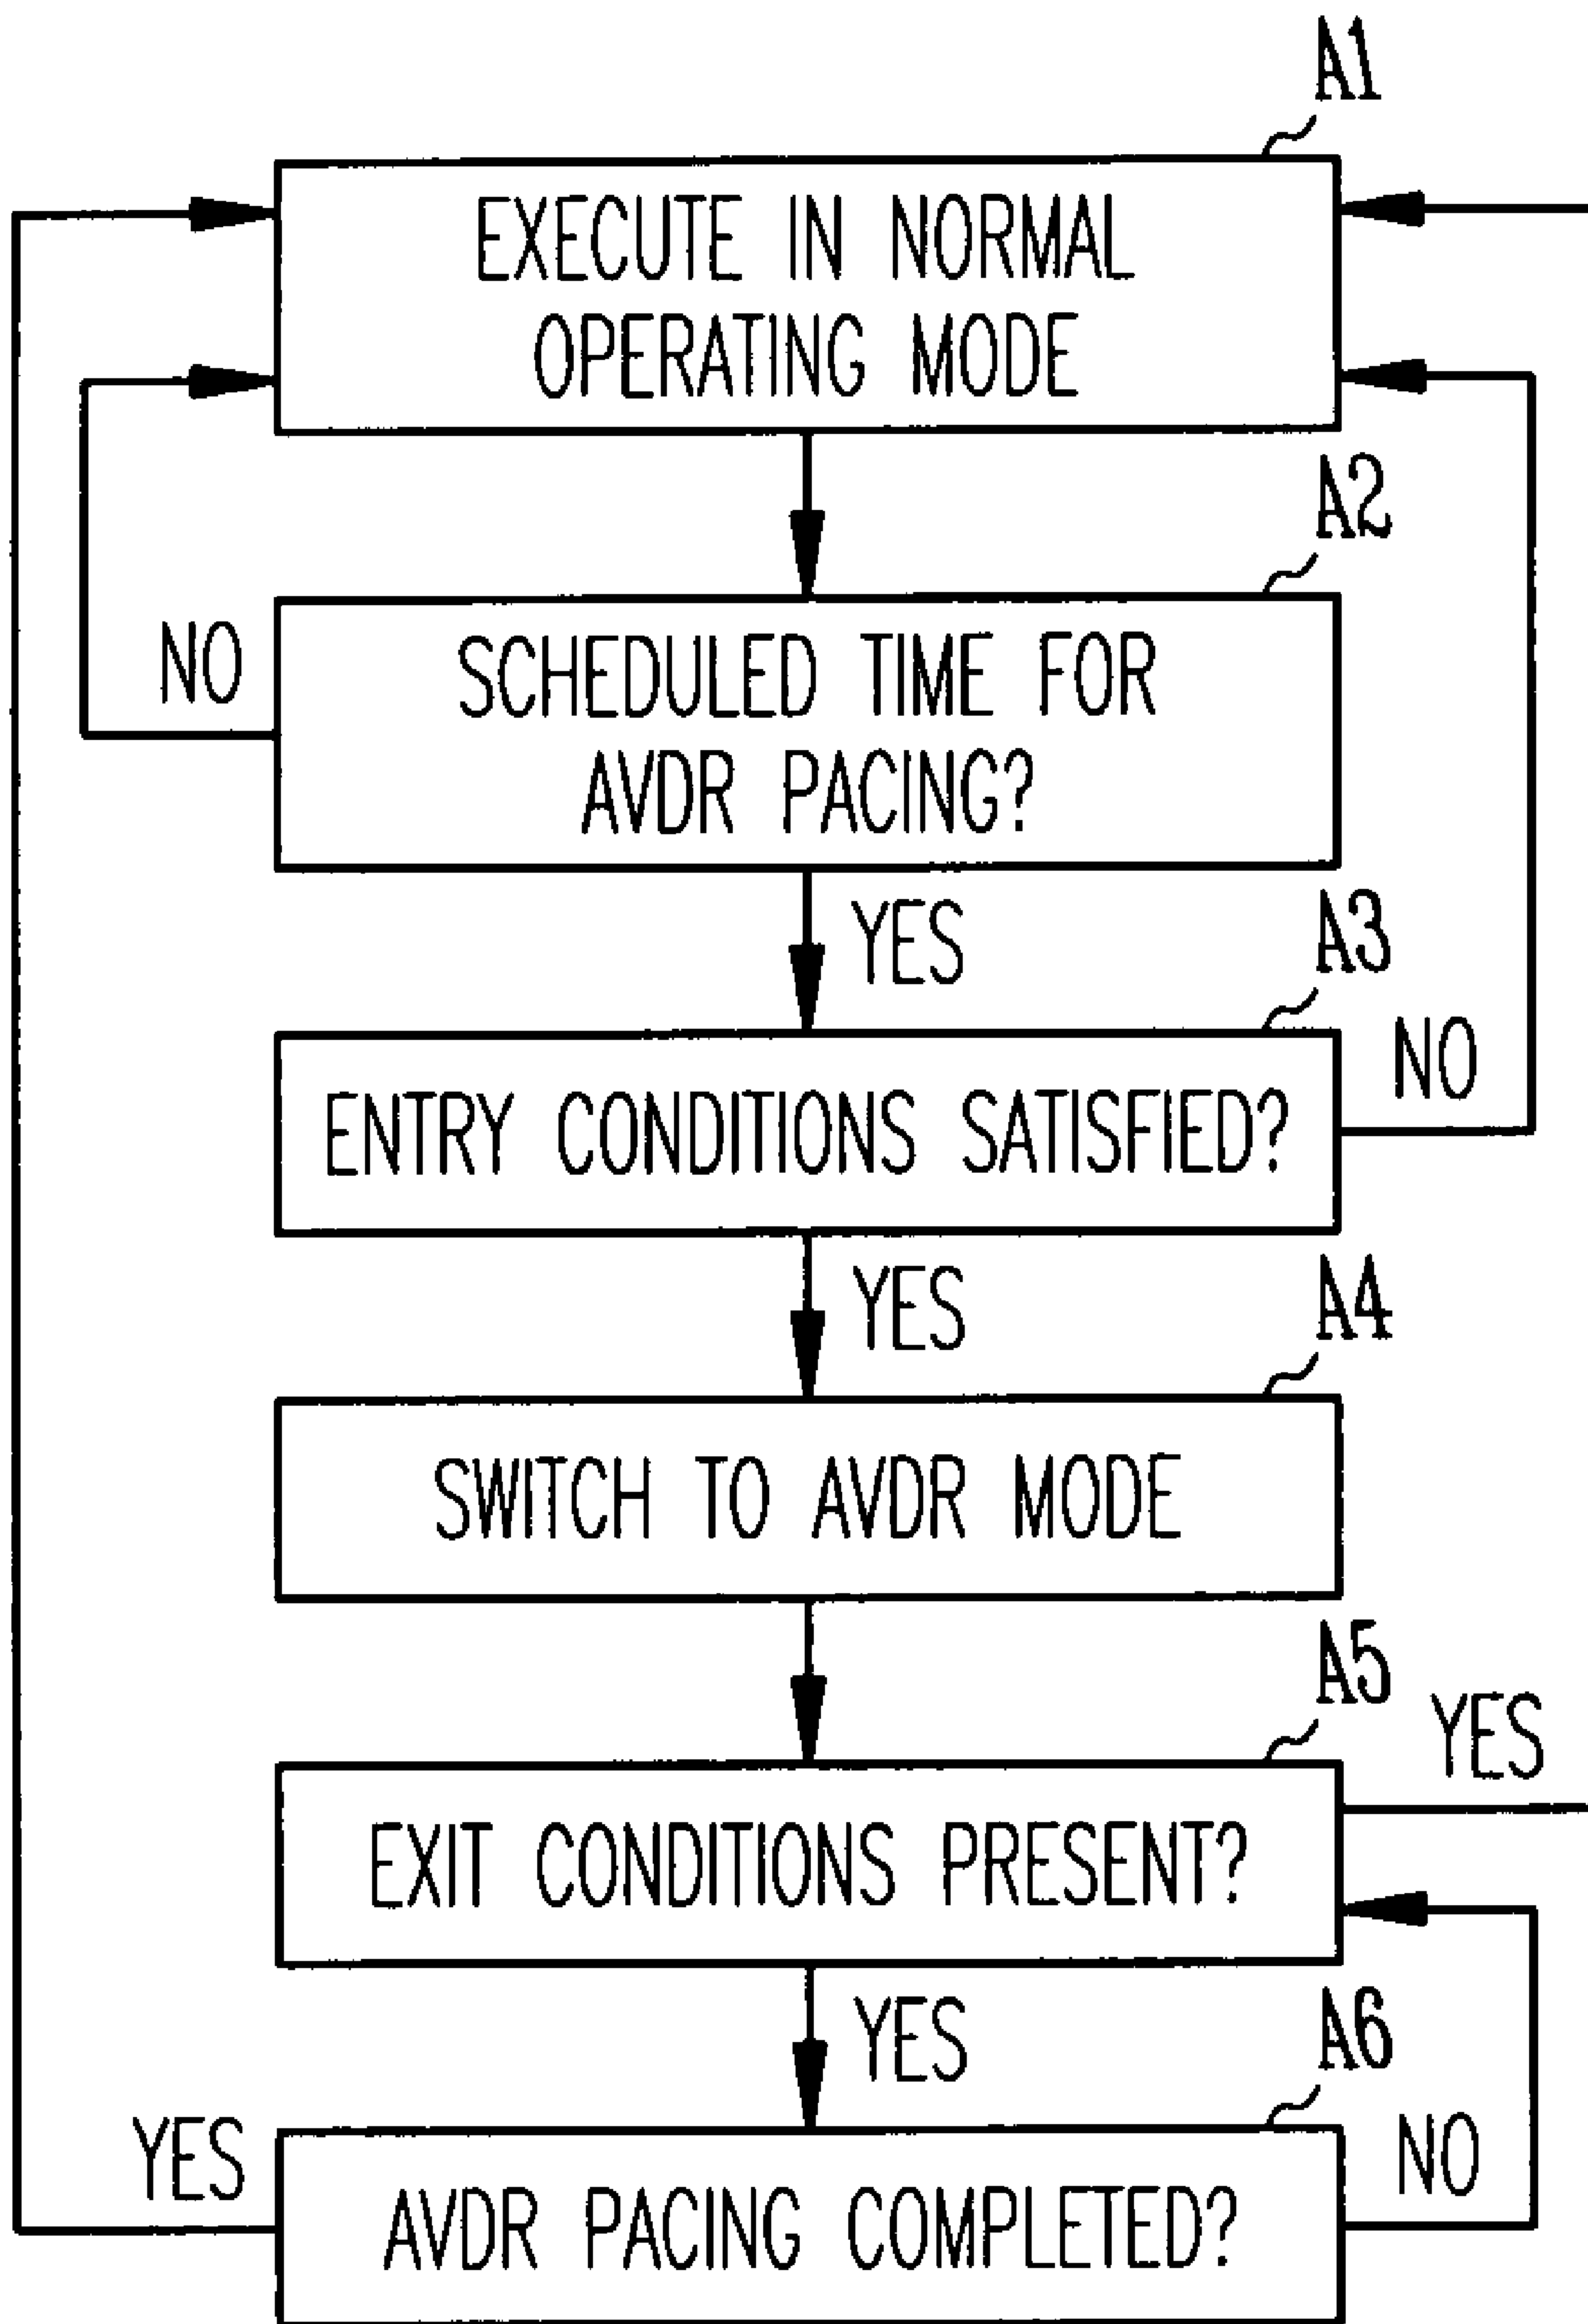 A1
EXECUTE IN NORMAL
OPERATING MODE
A2
NO
SCHEDULED TIME FOR
AVDR PACING?
YES
A3
NO
ENTRY CONDITIONS SATISFIED?
YES
A4
SWITCH TO AVDR MODE
A5
YES
EXIT CONDITIONS PRESENT?
YES
A6
YES
NO
AVDR PACING COMPLETED?